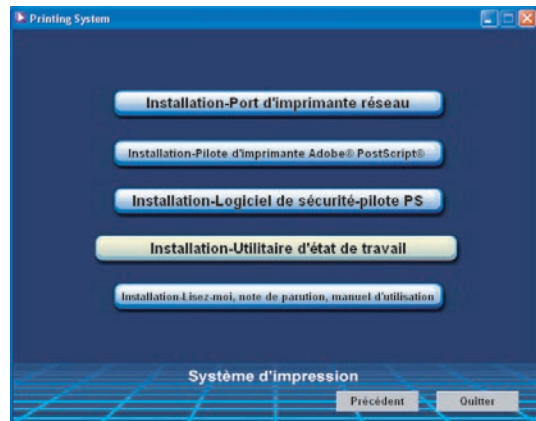 Printing System
Installation-Port d'imprimante réseau
Installation-Pilote d'imprimante Adobe® PostScript®
Installation-Logiciel de sécurité-pilote PS
Installation-Utilitaire d'état de travail
Installation-Lisez-moi, note de parution, manuel d'utilisation
Système d'impression
Précédent Quitter